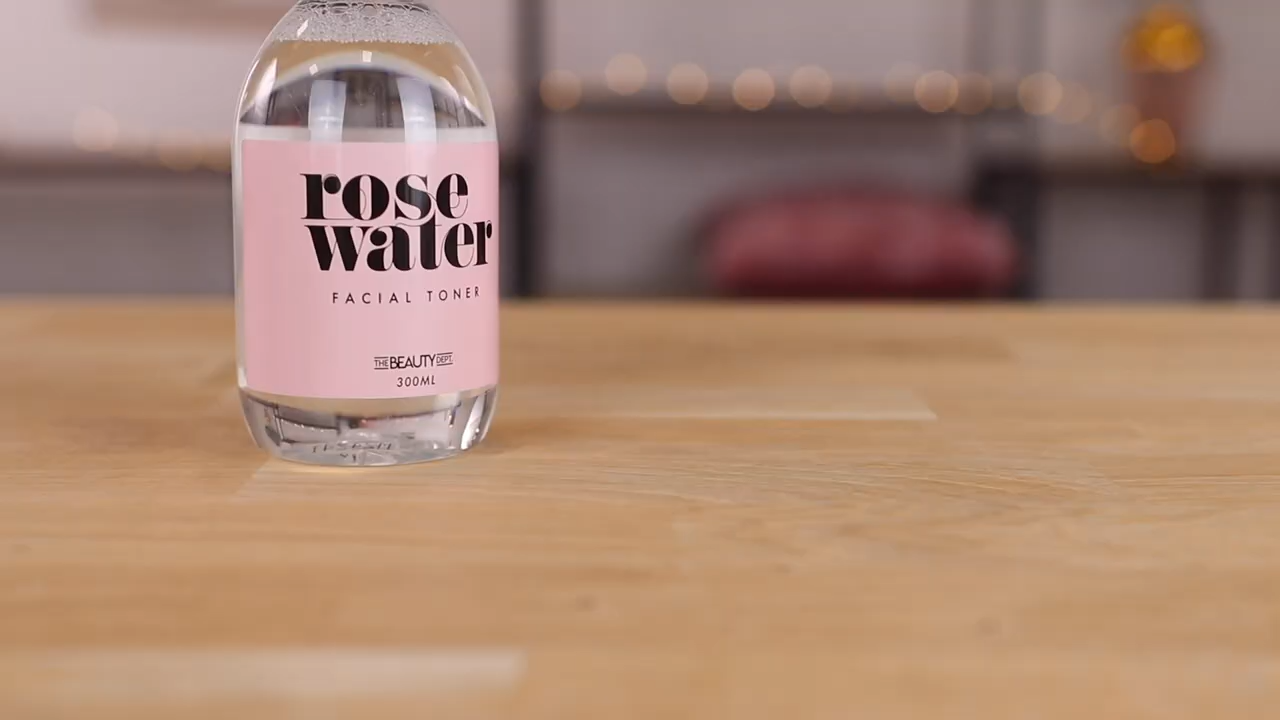 rose
water
FACIAL TONER
THE BEAUTY DEPT.
300ML